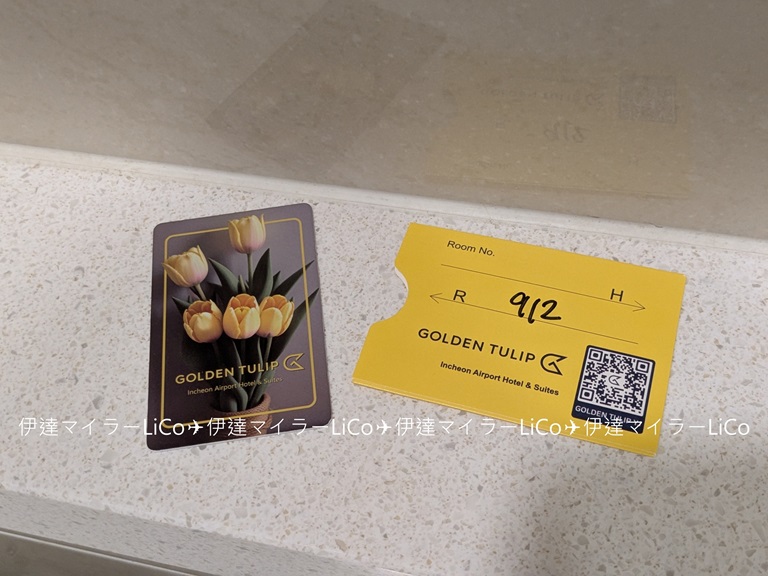 GOLDEN TULIP
Incheon Airport Hotel & Suites
Room No.
R 912 H
GOLDEN TULIP
Incheon Airport Hotel & Suites
GOLDEN TULIP
伊達マイラーLiCo✈伊達マイラーLiCo✈伊達マイラーLiCo✈伊達マイラーLiCo